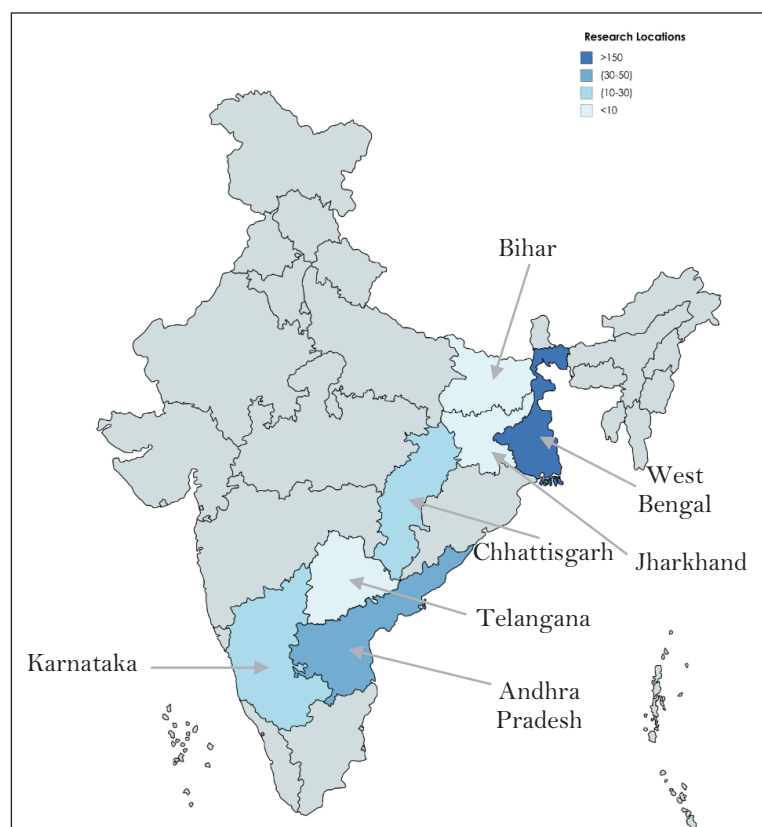 Research Locations
>150
(30-50)
(10-30)
<10
Bihar
West
Bengal
Chhattisgarh
Jharkhand
Telangana
Karnataka
Andhra
Pradesh